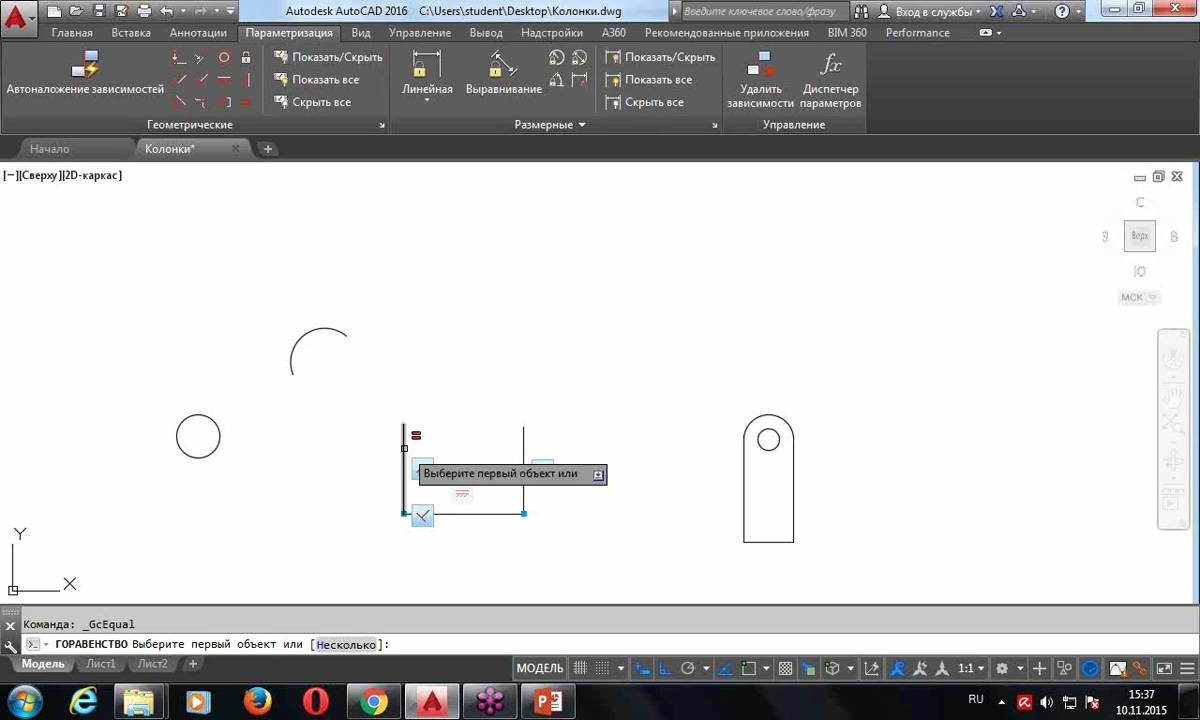 Autodesk AutoCAD 2016 C:\Users\student\Desktop\Колонки.dwg
Введите ключевое слово/фразу
Вход в службы
Главная Вставка Аннотации Параметризация Вид Управление Вывод Надстройки A360 Рекомендованные приложения BIM 360 Performance
Автоналожение зависимостей
Показать/Скрыть
Показать все
Скрыть все
Линейная
Выравнивание
Показать/Скрыть
Показать все
Скрыть все
Удалить
зависимости
fx
Диспетчер
параметров
Геометрические Размерные Управление
Начало Колонки*
[−][Сверху][2D-каркас]
С
З Верх В
Ю
МСК
Выберите первый объект или
Y
X
Команда: _GcEqual
ГОРАВЕНСТВО Выберите первый объект или [Несколько]:
Модель Лист1 Лист2 +
МОДЕЛЬ 1:1
RU
15:37
10.11.2015